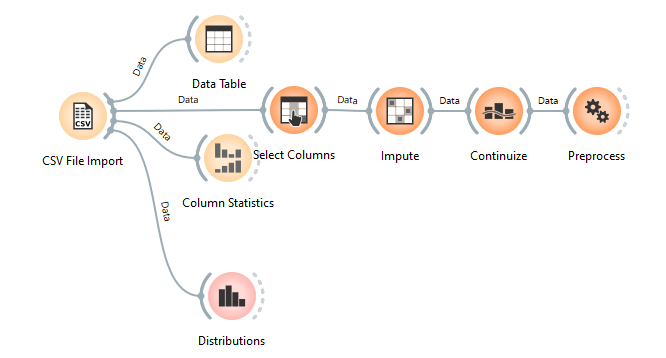 Data
Data Table
Data
Data
Data
Data
CSV
Select Columns
Impute
Continuize
Preprocess
CSV File Import
Data
Column Statistics
Data
Distributions